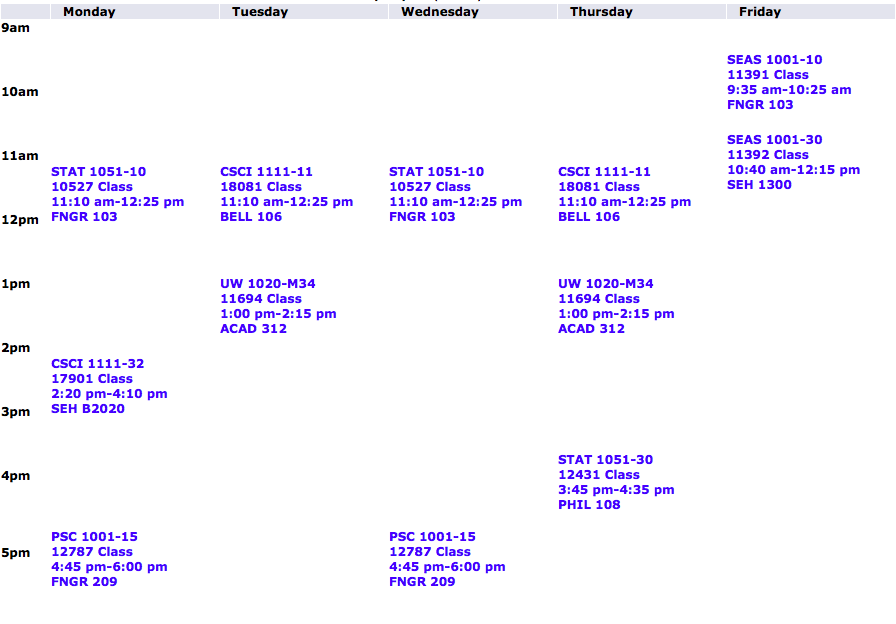 Monday Tuesday Wednesday Thursday Friday
9am
SEAS 1001-10
11391 Class
9:35 am-10:25 am
FNGR 103
10am
SEAS 1001-30
11392 Class
10:40 am-12:15 pm
SEH 1300
11am
STAT 1051-10
10527 Class
11:10 am-12:25 pm
FNGR 103
CSCI 1111-11
18081 Class
11:10 am-12:25 pm
BELL 106
STAT 1051-10
10527 Class
11:10 am-12:25 pm
FNGR 103
CSCI 1111-11
18081 Class
11:10 am-12:25 pm
BELL 106
12pm
1pm
UW 1020-M34
11694 Class
1:00 pm-2:15 pm
ACAD 312
UW 1020-M34
11694 Class
1:00 pm-2:15 pm
ACAD 312
2pm
CSCI 1111-32
17901 Class
2:20 pm-4:10 pm
SEH B2020
3pm
STAT 1051-30
12431 Class
3:45 pm-4:35 pm
PHIL 108
4pm
PSC 1001-15
12787 Class
4:45 pm-6:00 pm
FNGR 209
PSC 1001-15
12787 Class
4:45 pm-6:00 pm
FNGR 209
5pm